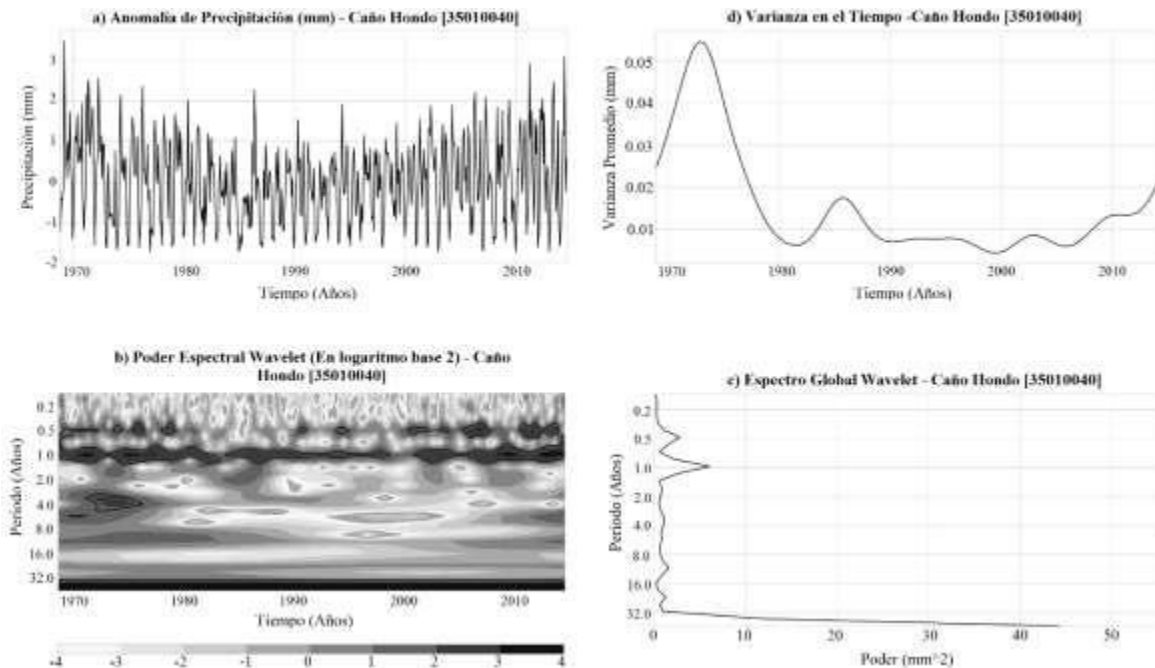 a) Anomalia de Precipitación (mm) - Caño Hondo [35010040]
Precipitación (mm)
3
2
1
0
-1
-2
1970 1980 1990 2000 2010
Tiempo (Años)
d) Varianza en el Tiempo -Caño Hondo [35010040]
Varianza Promedio (mm)
0.05
0.04
0.03
0.02
0.01
1970 1980 1990 2000 2010
Tiempo (Años)
b) Poder Espectral Wavelet (En logaritmo base 2) - Caño
Hondo [35010040]
Período (Años)
0.2
0.5
1.0
2.0
4.0
8.0
16.0
32.0
1970 1980 1990 2000 2010
Tiempo (Años)
-4 -3 -2 -1 0 1 2 3 4
c) Espectro Global Wavelet - Caño Hondo [35010040]
Período (Años)
0.2
0.5
1.0
2.0
4.0
8.0
16.0
32.0
0 10 20 30 40 50
Poder (mm^2)